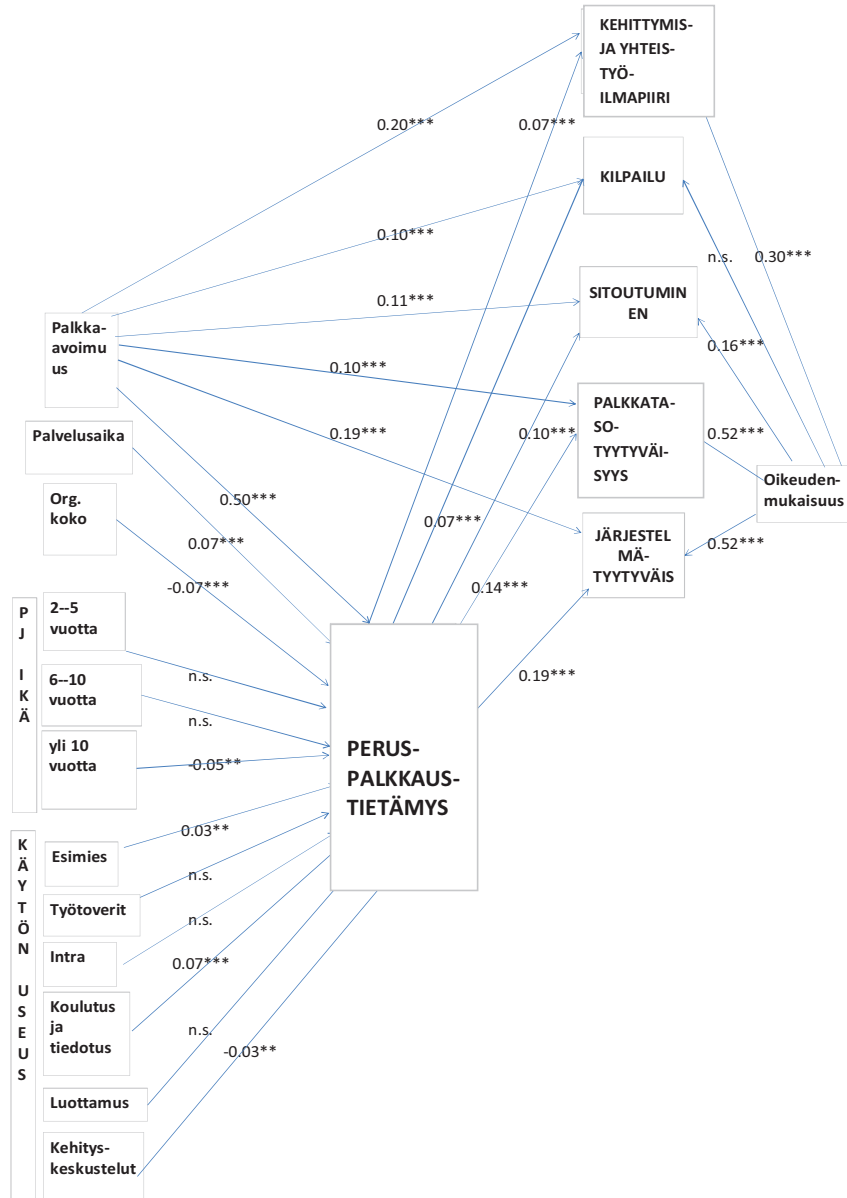 KEHITTYMIS-
JA YHTEIS-
TYÖ-
ILMAPIIRI
0.20***
0.07***
KILPAILU
0.10***
n.s.
0.30***
SITOUTUMIN
EN
0.11***
Palkka-
avoimu
us
0.16***
0.10***
PALKKATA-
SO-
TYYTYVÄI-
SYYS
0.19***
0.10***
0.52***
Palvelusaika
Oikeuden-
mukaisuus
Org.
koko
0.50***
0.07***
0.07***
JÄRJESTEL
MÄ-
TYYTYVÄIS
0.52***
-0.07***
0.14***
P
J
I
K
Ä
2--5
vuotta
n.s.
6--10
vuotta
n.s.
0.19***
yli 10
vuotta
-0.05**
PERUS-
PALKKAUS-
TIETÄMYS
K
Ä
Y
T
Ö
N
U
S
E
U
S
0.03**
Esimies
n.s.
Työtoverit
n.s.
Intra
0.07***
Koulutus
ja
tiedotus
n.s.
-0.03**
Luottamus
Kehitys-
keskustelut